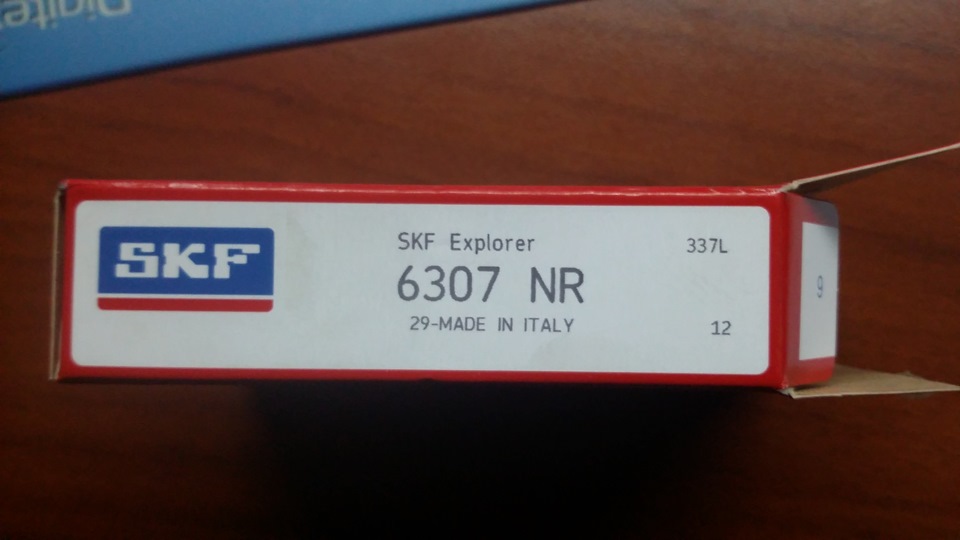 SKF
SKF Explorer
337L
6307 NR
29-MADE IN ITALY
12
9